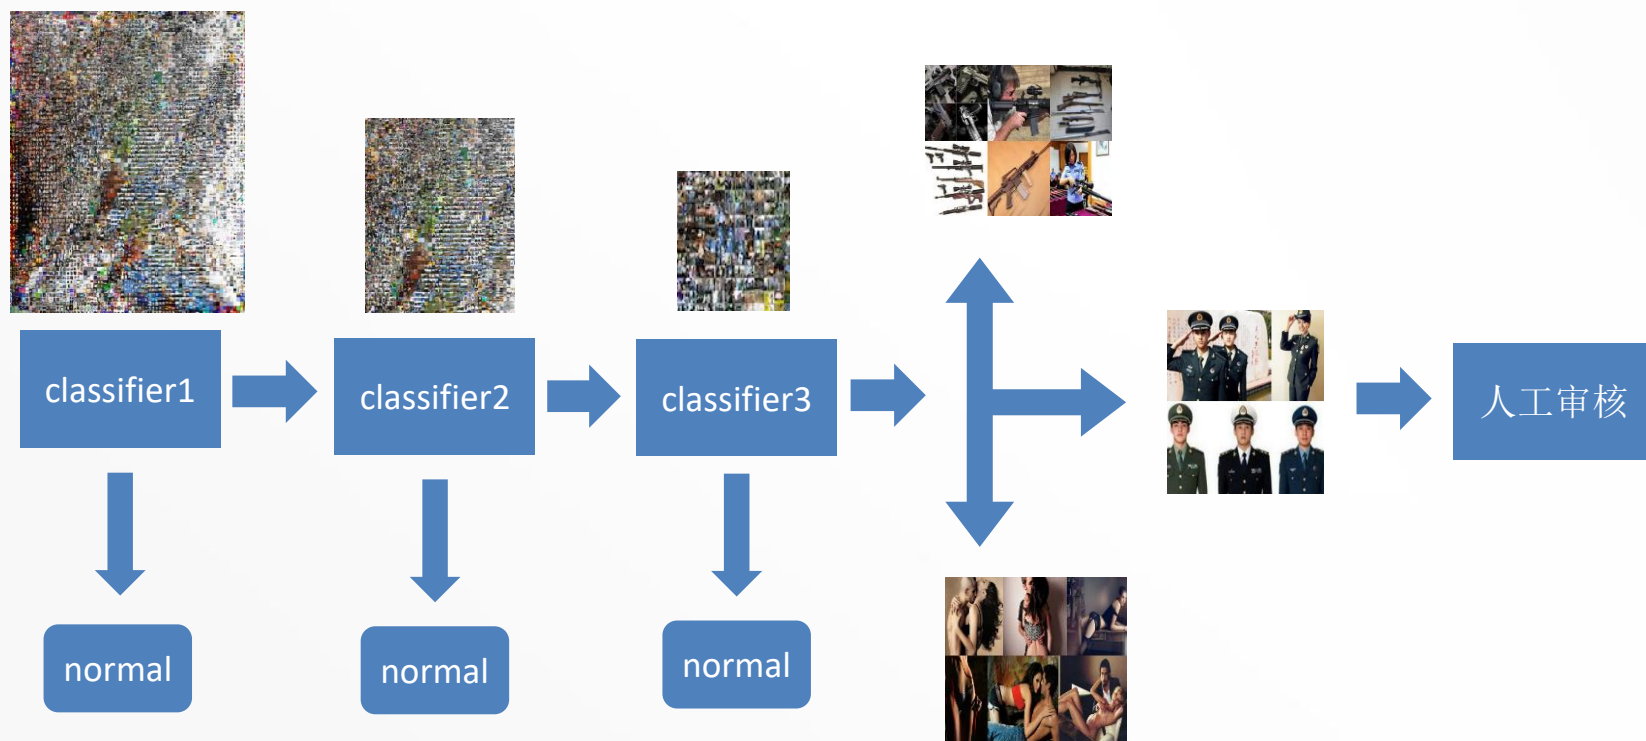 classifier1
classifier2
classifier3
人工审核
normal
normal
normal